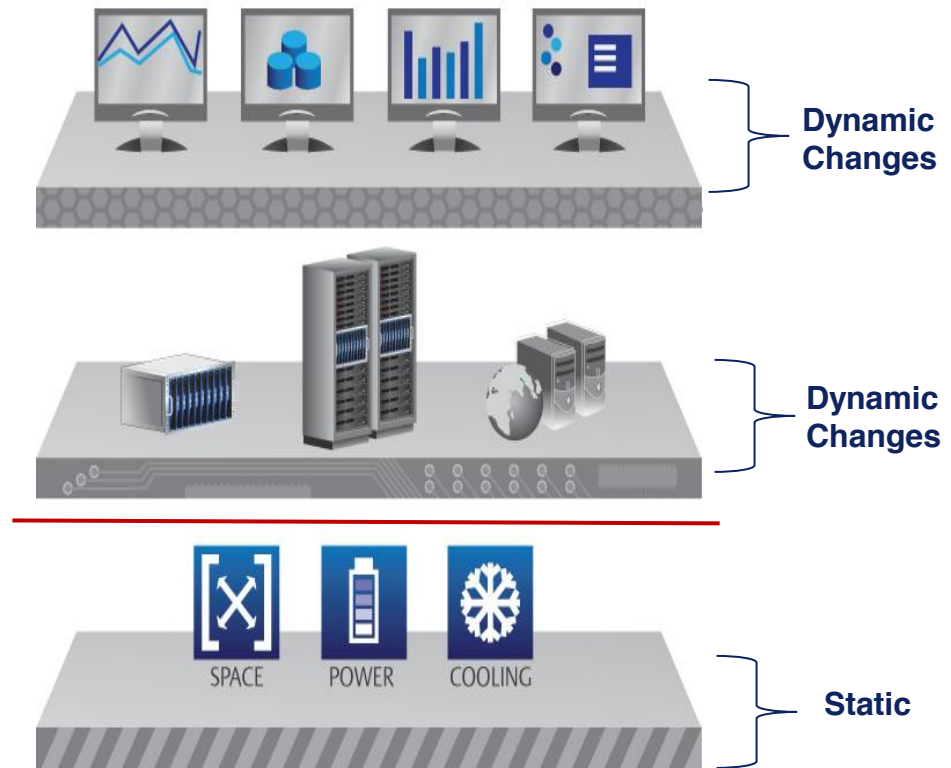 Dynamic
Changes
Dynamic
Changes
SPACE
POWER
COOLING
Static